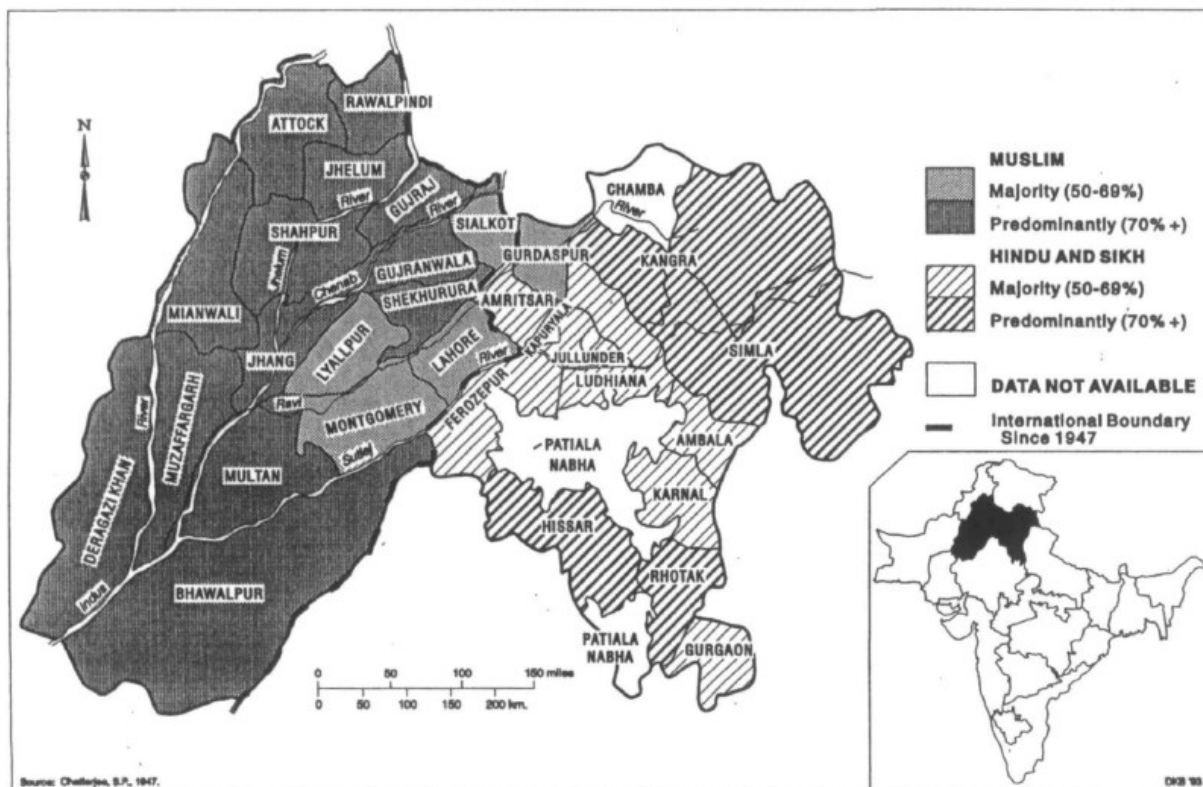 N
RAWALPINDI
ATTOCK
JHELUM
River
GUJRAJ
River
CHAMBA
River
SIALKOT
SHAHPUR
GURDASPUR
KANGRA
Jhelum
Chenab
GUJRANWALA
SHEKHURURA
AMRITSAR
MIANWALI
KAPURVALA
SIMLA
JHANG
LYALLPUR
LAHORE
River
JULLUNDER
LUDHIANA
Ravi
FEROZEPUR
MONTGOMERY
River
MUZAFFARGARH
Sutlej
PATIALA
NABHA
AMBALA
MULTAN
KARNAL
DERAGAZI KHAN
HISSAR
BHAWALPUR
RHOTAK
Indus
PATIALA
NABHA
GURGAON
0 50 100 150 miles
0 50 100 150 200 km.
MUSLIM
Majority (50-69%)
Predominantly (70% +)
HINDU AND SIKH
Majority (50-69%)
Predominantly (70% +)
DATA NOT AVAILABLE
International Boundary
Since 1947
Source: Chatterjee, S.P., 1947.
DKB '93